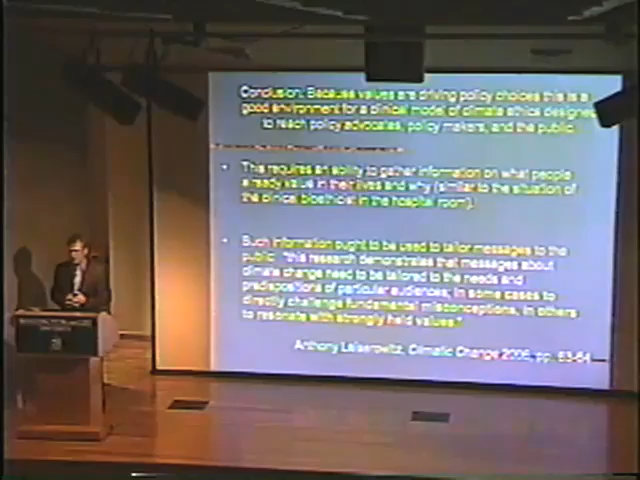 Conclusion: Because values are driving policy choices this is a
good environment for a clinical model of climate ethics designed
to reach policy advocates, policy makers, and the public.
• This requires an ability to gather information on what people
already value in their lives and why (similar to the situation of
the clinical bioethicist in the hospital room).
• Such information ought to be used to tailor messages to the
public: "this research demonstrates that messages about
climate change need to be tailored to the needs and
predispositions of particular audiences; in some cases to
directly challenge fundamental misconceptions, in others
to resonate with strongly held values."
Anthony Leiserowitz, Climatic Change 2006, pp. 63-64